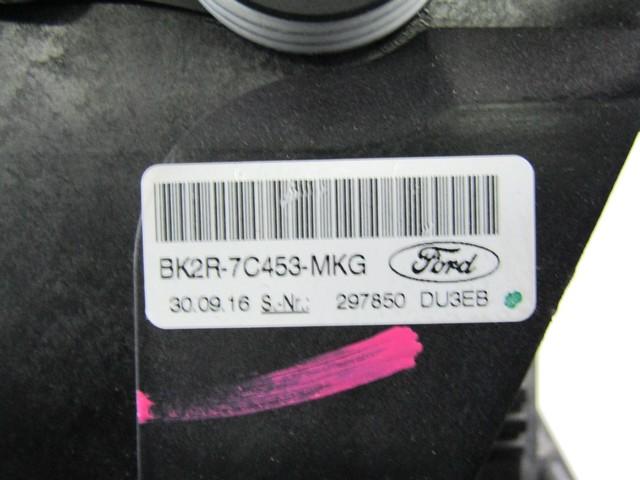 BK2R-7C453-MKG Ford
30.09.16 S.-Nr.: 297850 DU3EB